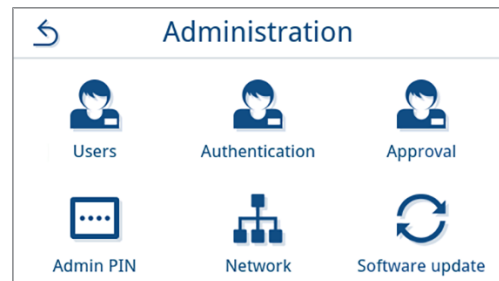 Administration
Users Authentication Approval
Admin PIN Network Software update